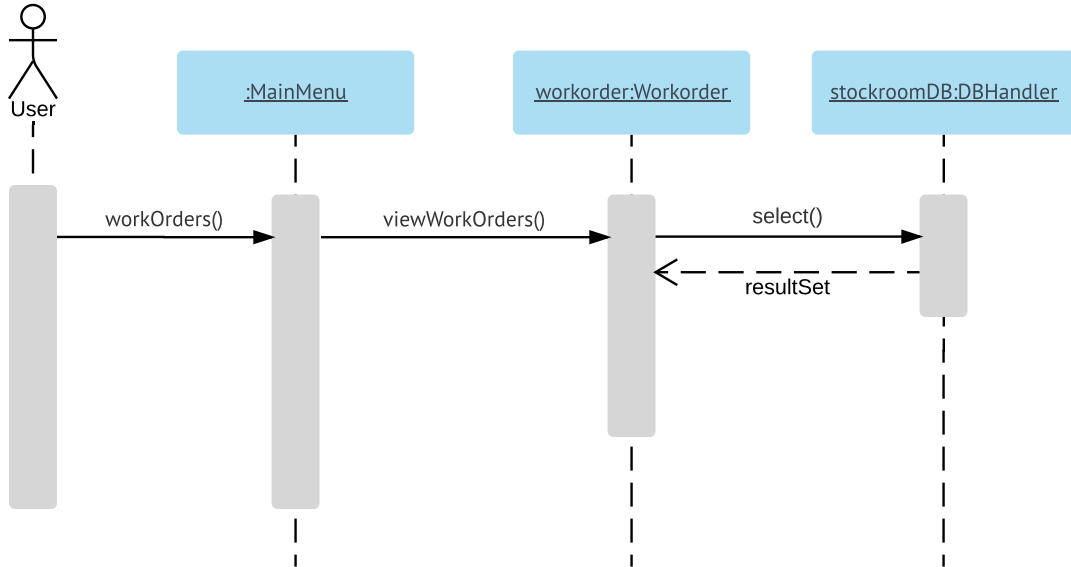 User
:MainMenu
workorder:Workorder
stockroomDB:DBHandler
workOrders()
viewWorkOrders()
select()
resultSet